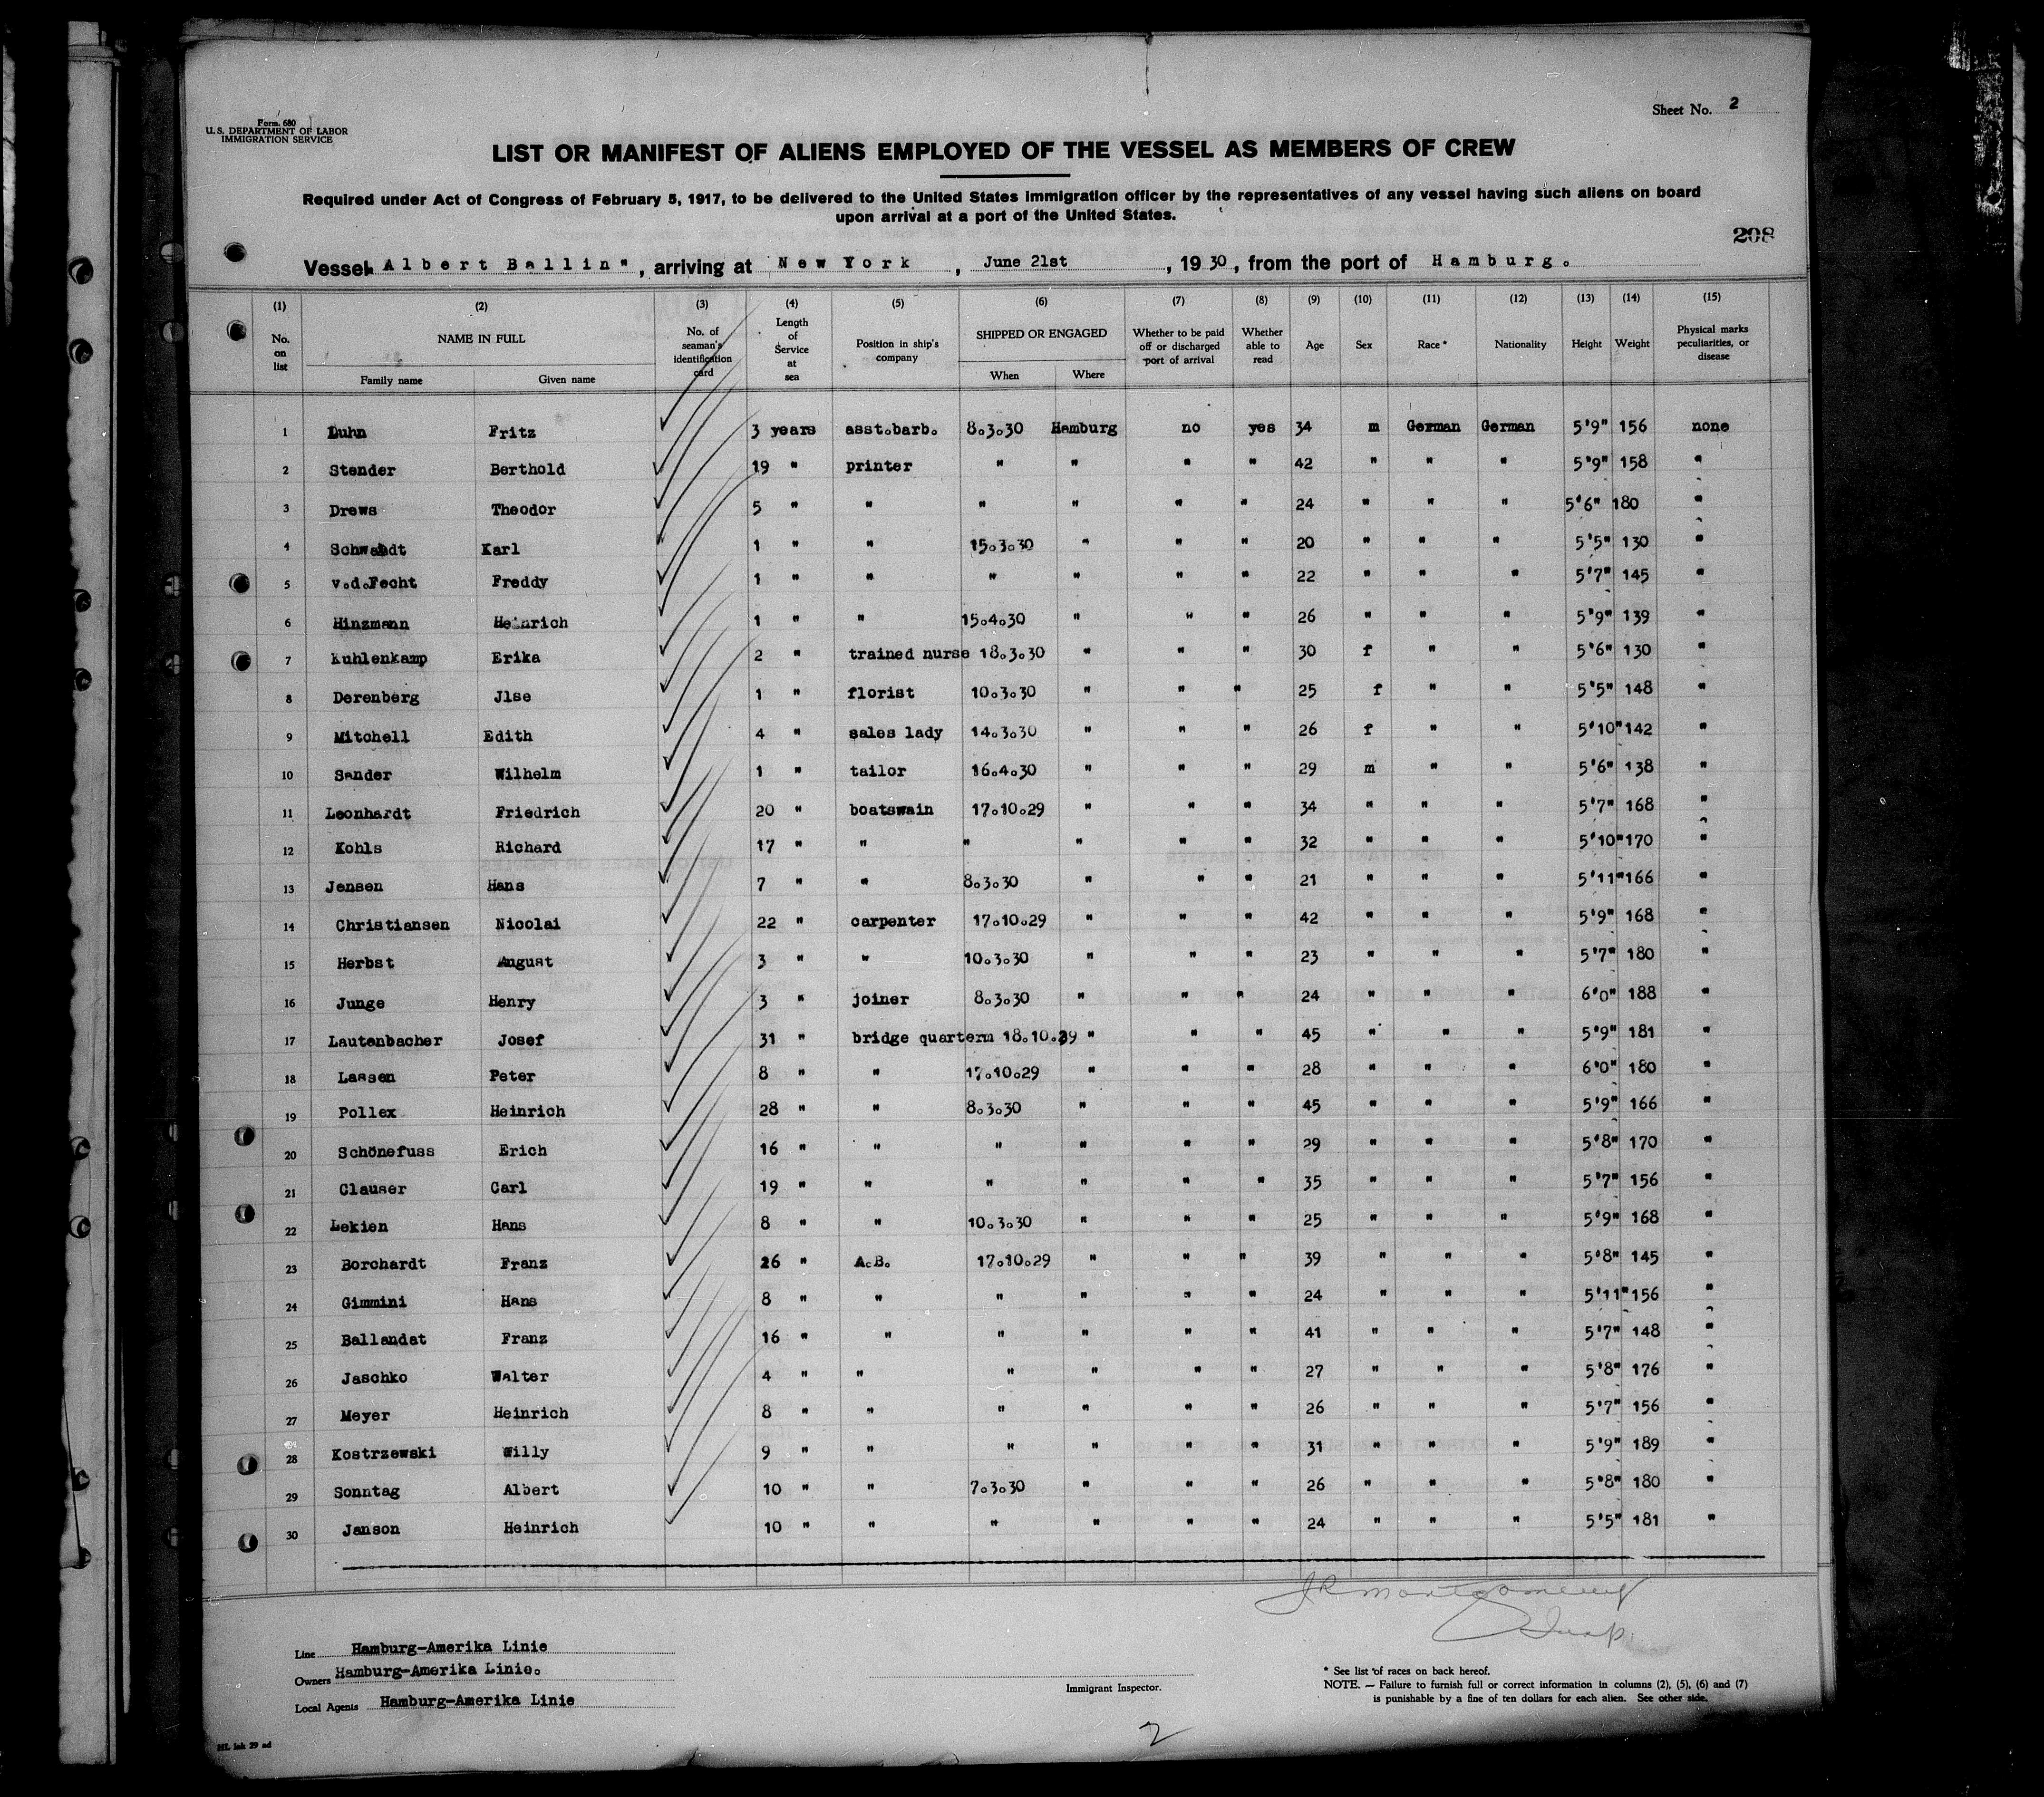 Form. 680
U.S. DEPARTMENT OF LABOR
IMMIGRATION SERVICE
Sheet No. 2
LIST OR MANIFEST OF ALIENS EMPLOYED OF THE VESSEL AS MEMBERS OF CREW
Required under Act of Congress of February 5, 1917, to be delivered to the United States Immigration officer by the representatives of any vessel having such aliens on board
upon arrival at a port of the United States.
208
Vessel "Albert Ballin", arriving at New York, June 21st, 1930, from the port of Hamburg.
(1) (2) (3) (4) (5) (6) (7) (8) (9) (10) (11) (12) (13) (14) (15)
No. on list NAME IN FULL Family name Given name No. of seaman's identification card Length of Service at sea Position in ship's company SHIPPED OR ENGAGED When Where Whether to be paid off or discharged port of arrival Whether able to read Age Sex Race * Nationality Height Weight Physical marks peculiarities, or disease
1 Luhn Fritz 3 years asst.barb. 8.3.30 Hamburg no yes 34 m German German 5'9" 156 none
2 Stender Berthold 19 " printer " " " " 42 " " " 5'9" 158 "
3 Drews Theodor 5 " " " " " " 24 " " " 5'6" 180 "
4 Schwandt Karl 1 " " 15.3.30 " " " 20 " " " 5'5" 130 "
5 v.d.Fecht Freddy 1 " " " " " " 22 " " " 5'7" 145 "
6 Hinzmann Heinrich 1 " " 15.4.30 " " " 26 " " " 5'9" 139 "
7 Kuhlenkamp Erika 2 " trained nurse 18.3.30 " " " 30 f " " 5'6" 130 "
8 Derenberg Jlse 1 " florist 10.3.30 " " " 25 f " " 5'5" 148 "
9 Mitchell Edith 4 " sales lady 14.3.30 " " " 26 f " " 5'10" 142 "
10 Sander Wilhelm 1 " tailor 16.4.30 " " " 29 m " " 5'6" 138 "
11 Leonhardt Friedrich 20 " boatswain 17.10.29 " " " 34 " " " 5'7" 168 "
12 Kohls Richard 17 " " " " " " 32 " " " 5'10" 170 "
13 Jensen Hans 7 " " 8.3.30 " " " 21 " " " 5'11" 166 "
14 Christiansen Nicolai 22 " carpenter 17.10.29 " " " 42 " " " 5'9" 168 "
15 Herbst August 3 " " 10.3.30 " " " 23 " " " 5'7" 180 "
16 Junge Henry 3 " joiner 8.3.30 " " " 24 " " " 6'0" 188 "
17 Lautenbacher Josef 31 " bridge quarterm 18.10.29 " " " 45 " " " 5'9" 181 "
18 Lassen Peter 8 " " 17.10.29 " " " 28 " " " 6'0" 180 "
19 Pollex Heinrich 28 " " 8.3.30 " " " 45 " " " 5'9" 166 "
20 Schönefuss Erich 16 " " " " " " 29 " " " 5'8" 170 "
21 Clauser Carl 19 " " " " " " 35 " " " 5'7" 156 "
22 Lekien Hans 8 " " 10.3.30 " " " 25 " " " 5'9" 168 "
23 Borchardt Franz 26 " A.B. 17.10.29 " " " 39 " " " 5'8" 145 "
24 Gimmini Hans 8 " " " " " " 24 " " " 5'11" 156 "
25 Ballandat Franz 16 " " " " " " 41 " " " 5'7" 148 "
26 Jaschko Walter 4 " " " " " " 27 " " " 5'8" 176 "
27 Meyer Heinrich 8 " " " " " " 26 " " " 5'7" 156 "
28 Kostrzewski Willy 9 " " " " " " 31 " " " 5'9" 189 "
29 Sonntag Albert 10 " " 7.3.30 " " " 26 " " " 5'8" 180 "
30 Janson Heinrich 10 " " " " " " 24 " " " 5'5" 181 "
JR Montgomery
Insp.
Line Hamburg-Amerika Linie
Owners Hamburg-Amerika Linie.
Local Agents Hamburg-Amerika Linie
Immigrant Inspector.
* See list of races on back hereof.
NOTE. — Failure to furnish full or correct information in columns (2), (5), (6) and (7)
is punishable by a fine of ten dollars for each alien. See other side.
2